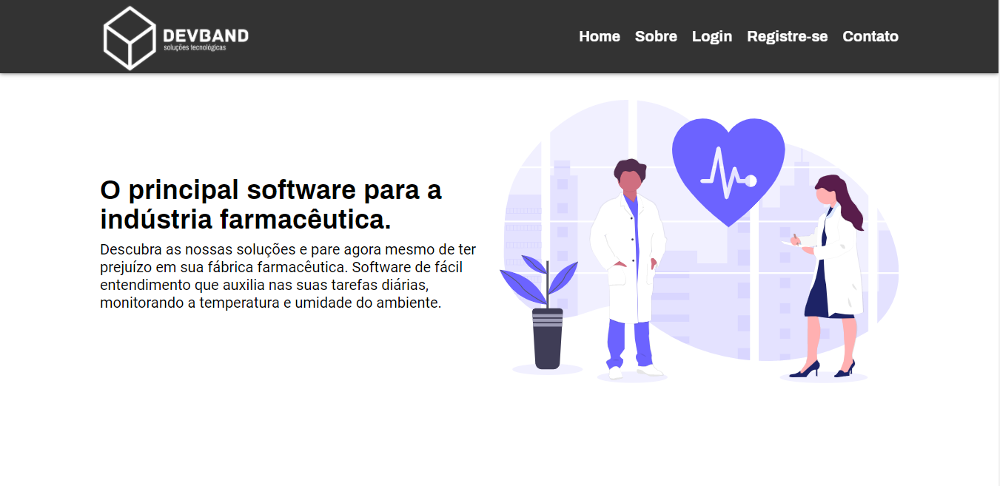 DEVBAND
soluções tecnológicas
Home Sobre Login Registre-se Contato
O principal software para a
indústria farmacêutica.
Descubra as nossas soluções e pare agora mesmo de ter
prejuízo em sua fábrica farmacêutica. Software de fácil
entendimento que auxilia nas suas tarefas diárias,
monitorando a temperatura e umidade do ambiente.